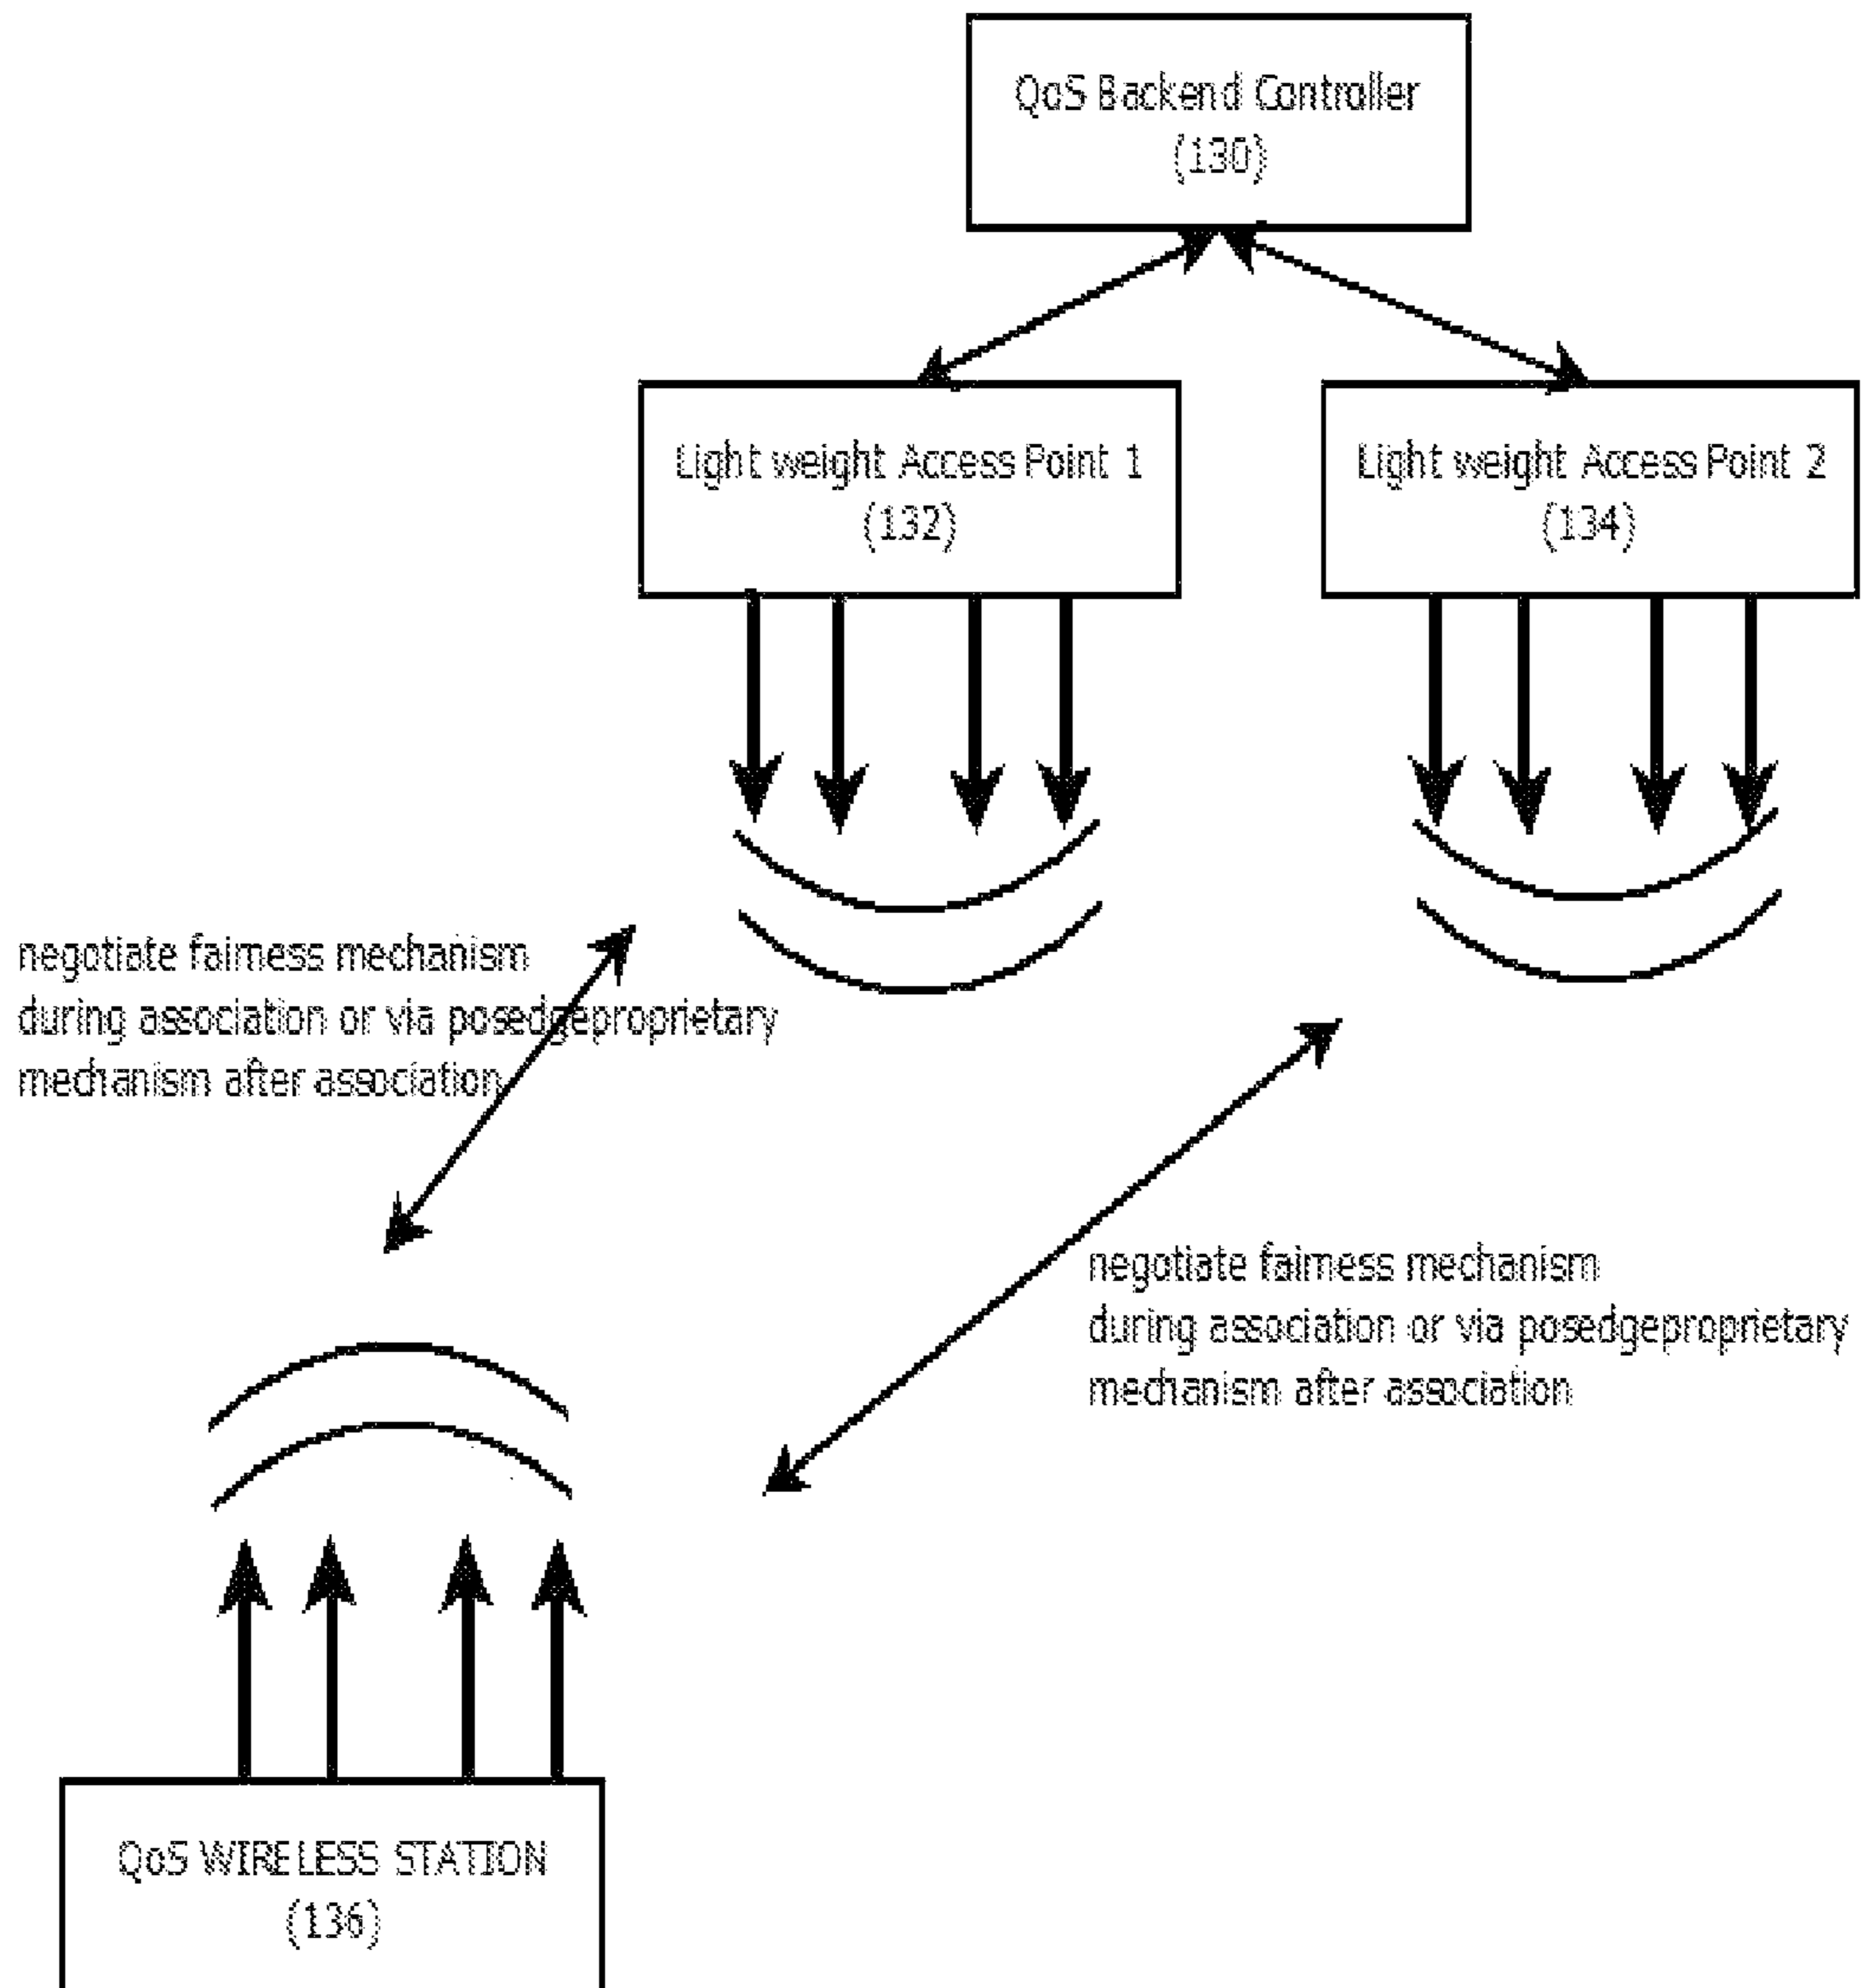 QoS Backend Controller
(130)
Light weight Access Point 1
(132)
Light weight Access Point 2
(134)
negotiate fairness mechanism
during association or via posedgeproprietary
mechanism after association
negotiate fairness mechanism
during association or via posedgeproprietary
mechanism after association
QoS WIRELESS STATION
(136)